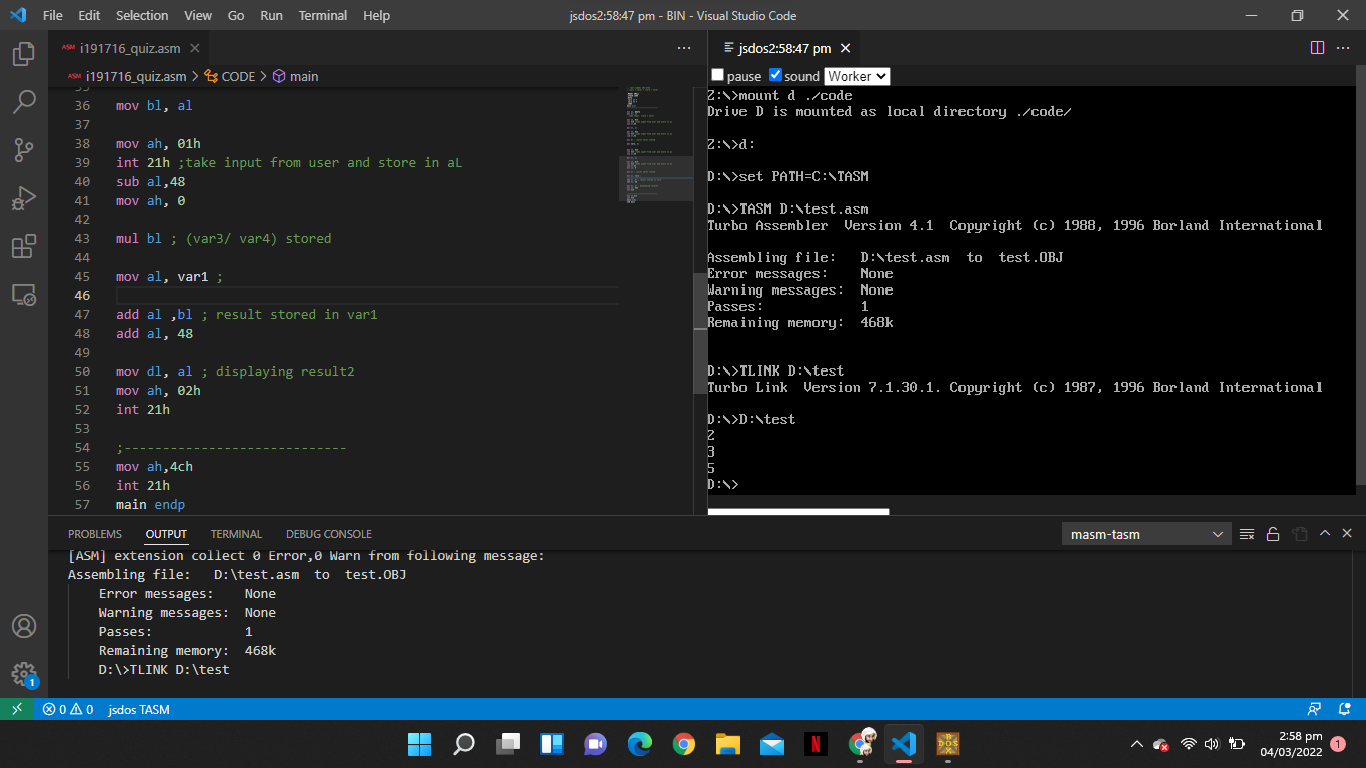 File Edit Selection View Go Run Terminal Help jsdos2:58:47 pm - BIN - Visual Studio Code
ASM i191716_quiz.asm
ASM i191716_quiz.asm > CODE > main
35
36 mov bl, al
37
38 mov ah, 01h
39 int 21h ;take input from user and store in aL
40 sub al,48
41 mov ah, 0
42
43 mul bl ; (var3/ var4) stored
44
45 mov al, var1 ;
46
47 add al ,bl ; result stored in var1
48 add al, 48
49
50 mov dl, al ; displaying result2
51 mov ah, 02h
52 int 21h
53
54 ;-----------------------------
55 mov ah,4ch
56 int 21h
57 main endp
jsdos2:58:47 pm
pause sound Worker
Z:\>mount d ./code
Drive D is mounted as local directory ./code/
Z:\>d:
D:\>set PATH=C:\TASM
D:\>TASM D:\test.asm
Turbo Assembler Version 4.1 Copyright (c) 1988, 1996 Borland International
Assembling file: D:\test.asm to test.OBJ
Error messages: None
Warning messages: None
Passes: 1
Remaining memory: 468k
D:\>TLINK D:\test
Turbo Link Version 7.1.30.1. Copyright (c) 1987, 1996 Borland International
D:\>D:\test
2
3
5
D:\>
PROBLEMS OUTPUT TERMINAL DEBUG CONSOLE masm-tasm
[ASM] extension collect 0 Error,0 Warn from following message:
Assembling file: D:\test.asm to test.OBJ
Error messages: None
Warning messages: None
Passes: 1
Remaining memory: 468k
D:\>TLINK D:\test
1
0 0 jsdos TASM
2:58 pm
04/03/2022
1